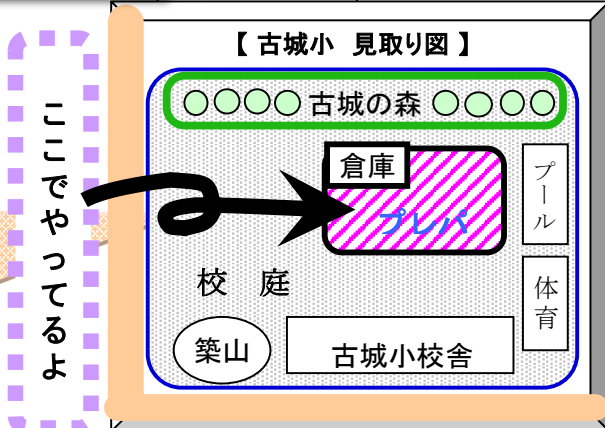 【 古城小 見取り図 】
ここでやってるよ
古城の森
倉庫
プレパ
プール
校 庭
体育
築山
古城小校舎